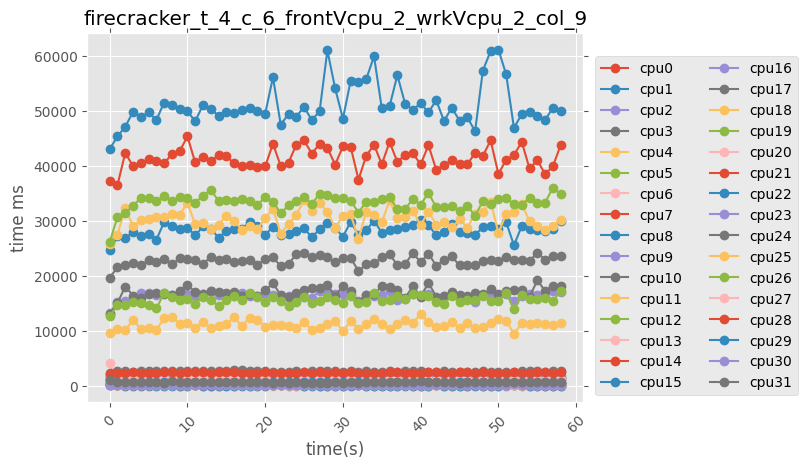 firecracker_t_4_c_6_frontVcpu_2_wrkVcpu_2_col_9
60000
50000
40000
30000
20000
10000
0
time ms
0
10
20
30
40
50
60
time(s)
cpu0
cpu1
cpu2
cpu3
cpu4
cpu5
cpu6
cpu7
cpu8
cpu9
cpu10
cpu11
cpu12
cpu13
cpu14
cpu15
cpu16
cpu17
cpu18
cpu19
cpu20
cpu21
cpu22
cpu23
cpu24
cpu25
cpu26
cpu27
cpu28
cpu29
cpu30
cpu31